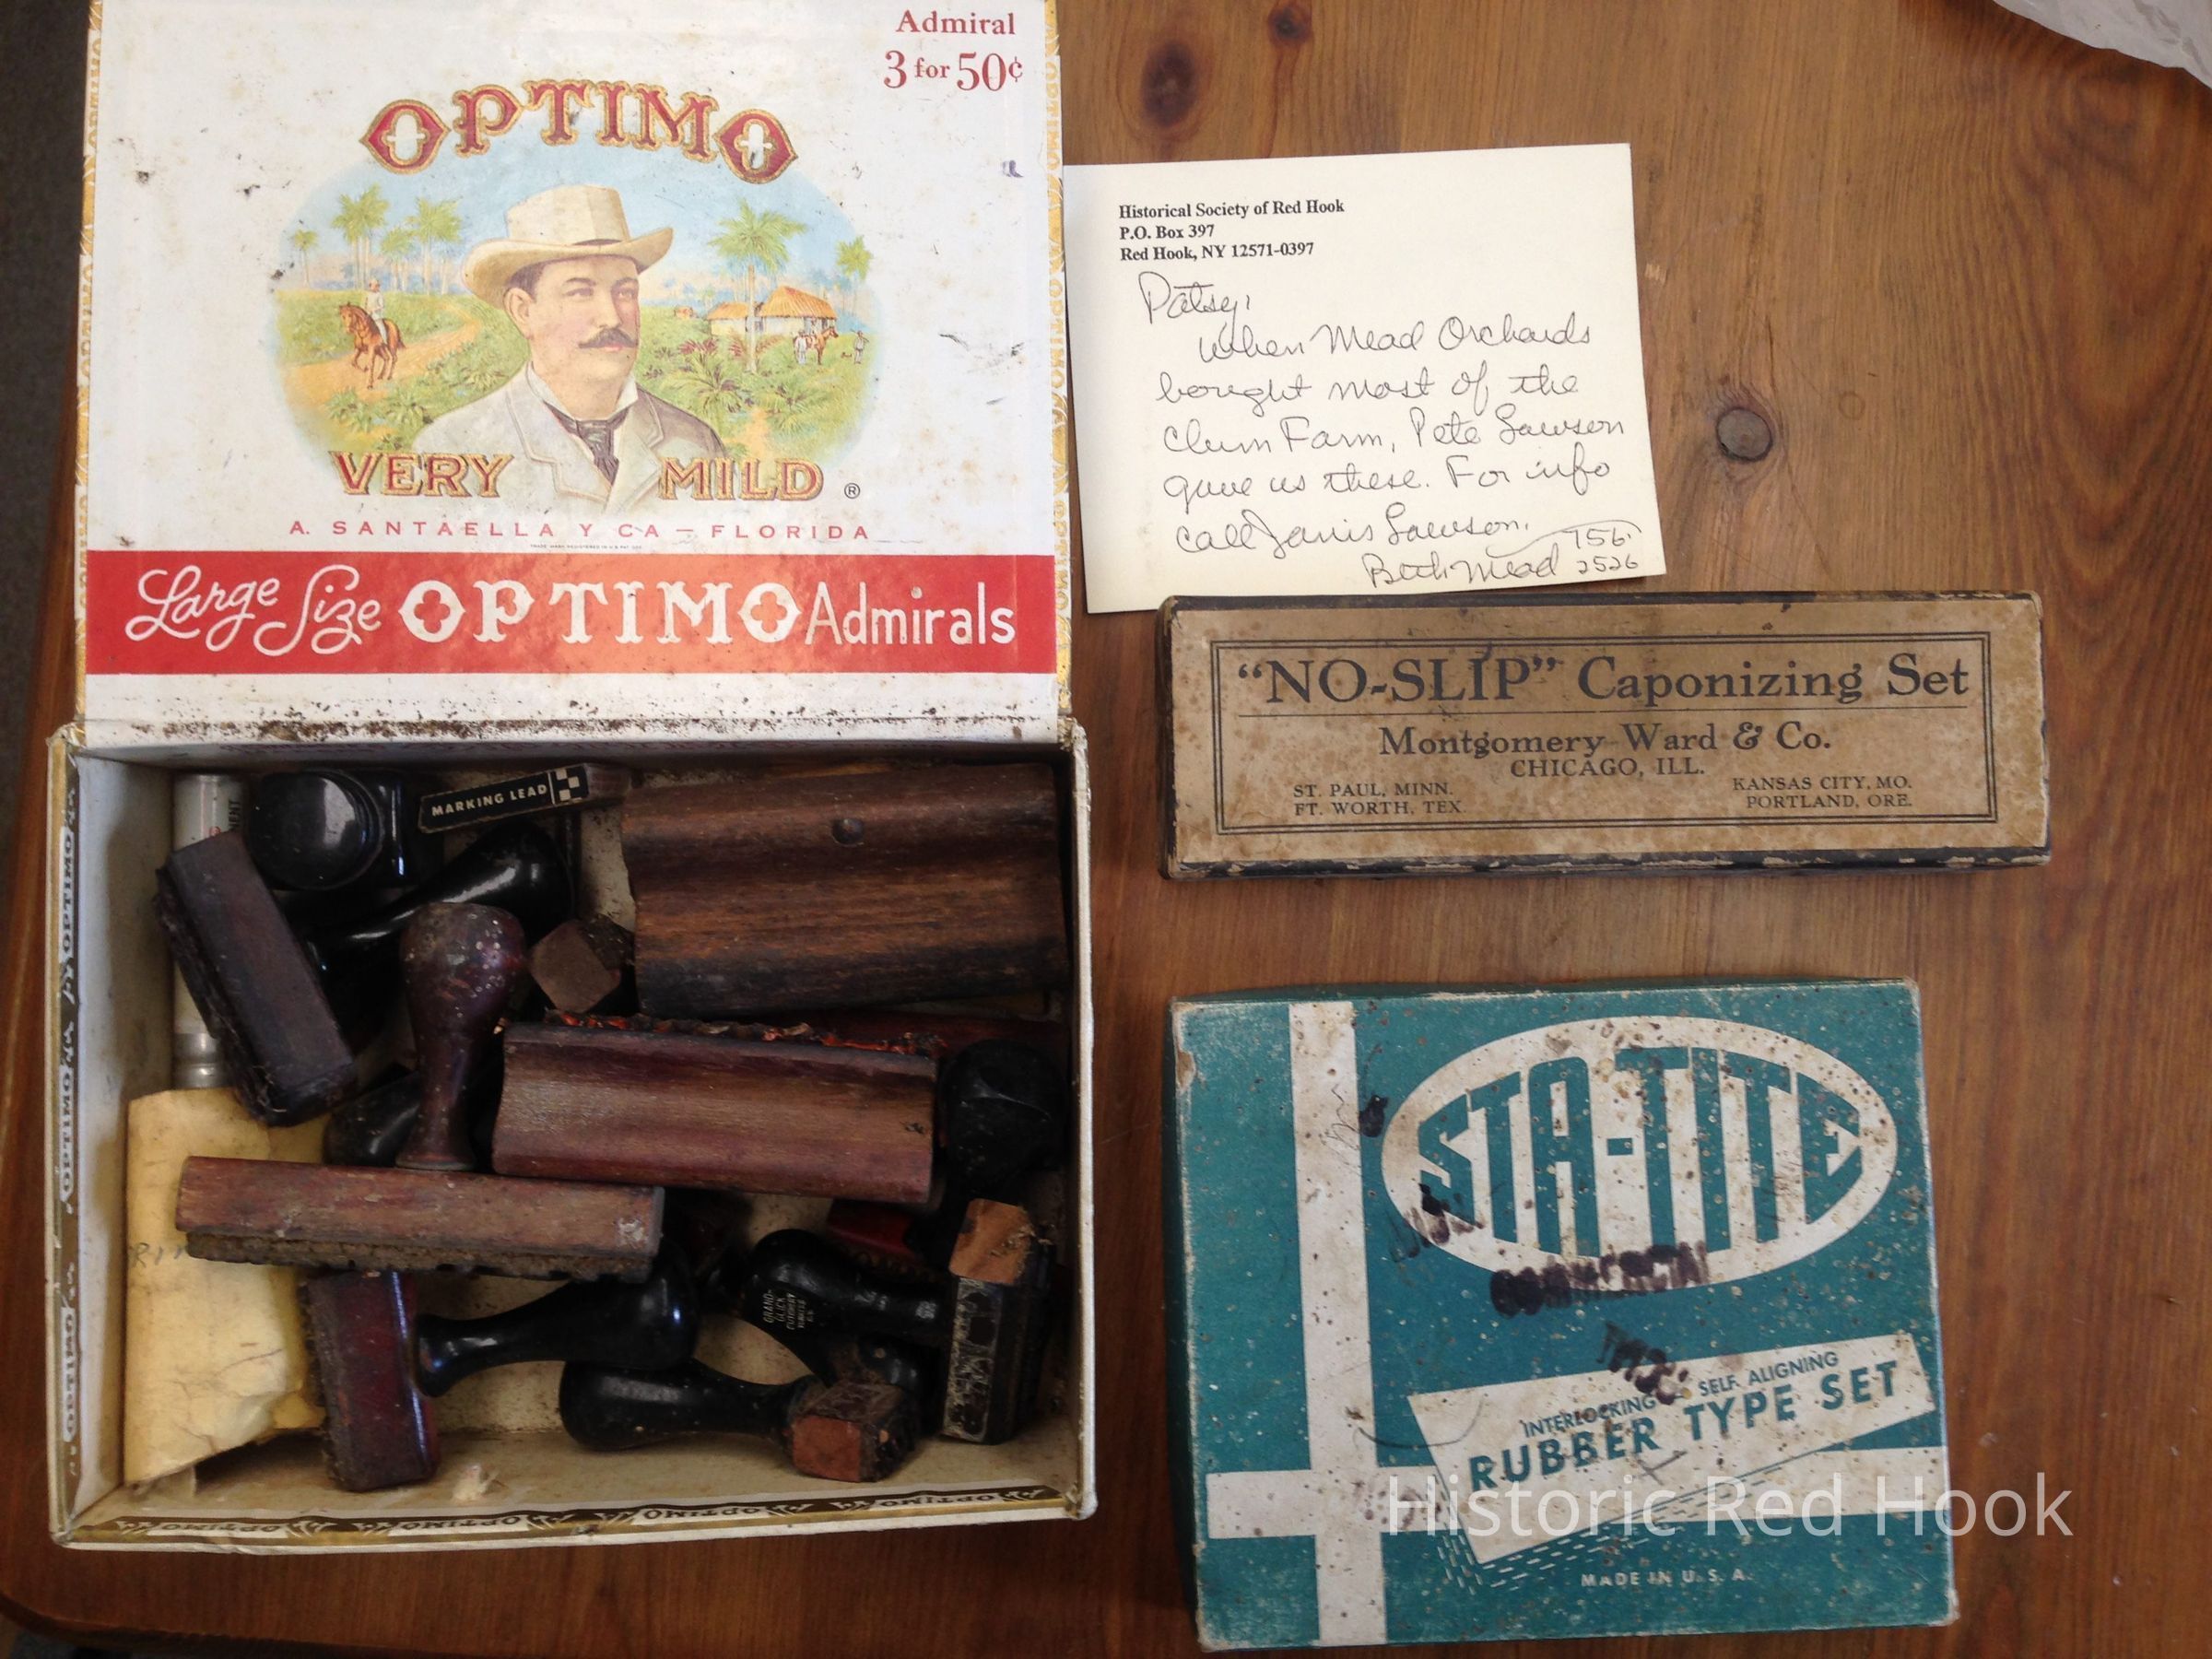 Admiral
3 for 50¢
OPTIMO
VERY MILD ®
A. SANTAELLA Y CA — FLORIDA
Large Size OPTIMO Admirals
Historical Society of Red Hook
P.O. Box 397
Red Hook, NY 12571-0397
Patsy,
When Mead Orchards
bought most of the
Clum Farm, Pete Lawson
gave us these. For info
call Janis Lawson.
Beth Mead
756-
2526
"NO-SLIP" Caponizing Set
Montgomery Ward & Co.
CHICAGO, ILL.
ST. PAUL, MINN.
KANSAS CITY, MO.
FT. WORTH, TEX.
PORTLAND, ORE.
MARKING LEAD
OPTIMO OPTIMO OPTIMO
STA-TITE
INTERLOCKING SELF ALIGNING
RUBBER TYPE SET
MADE IN U.S.A.
Historic Red Hook